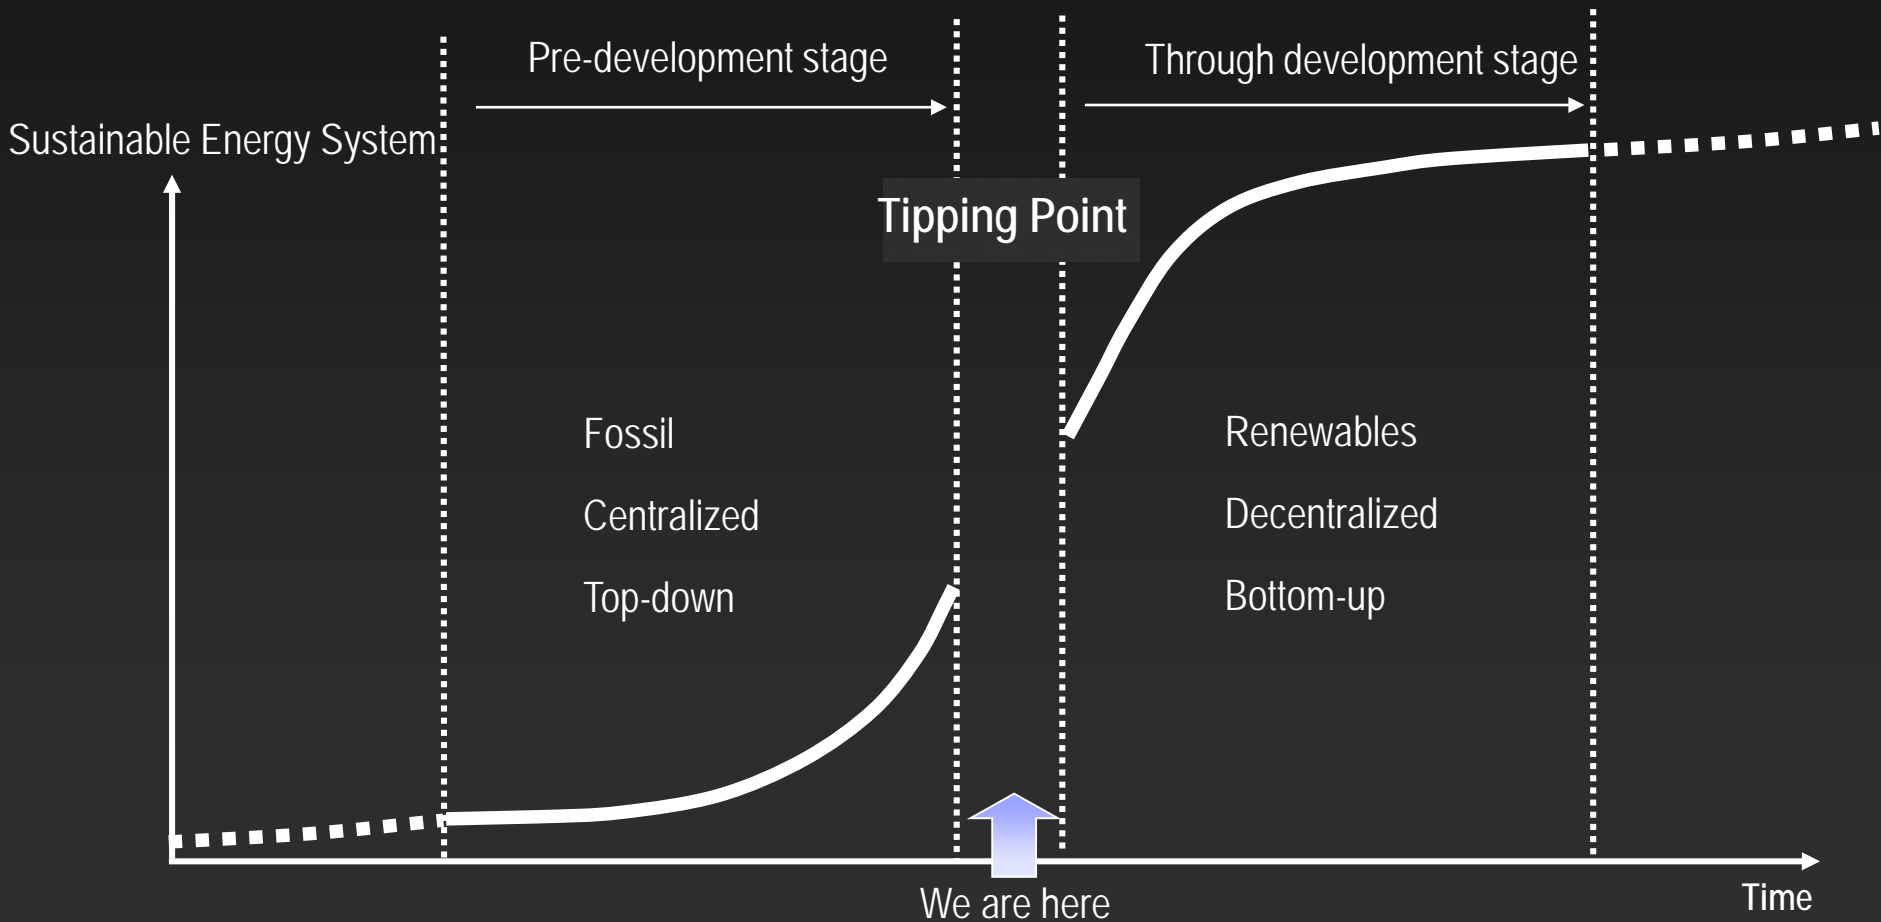 Pre-development stage
Through development stage
Sustainable Energy System
Tipping Point
Fossil
Centralized
Top-down
Renewables
Decentralized
Bottom-up
We are here
Time